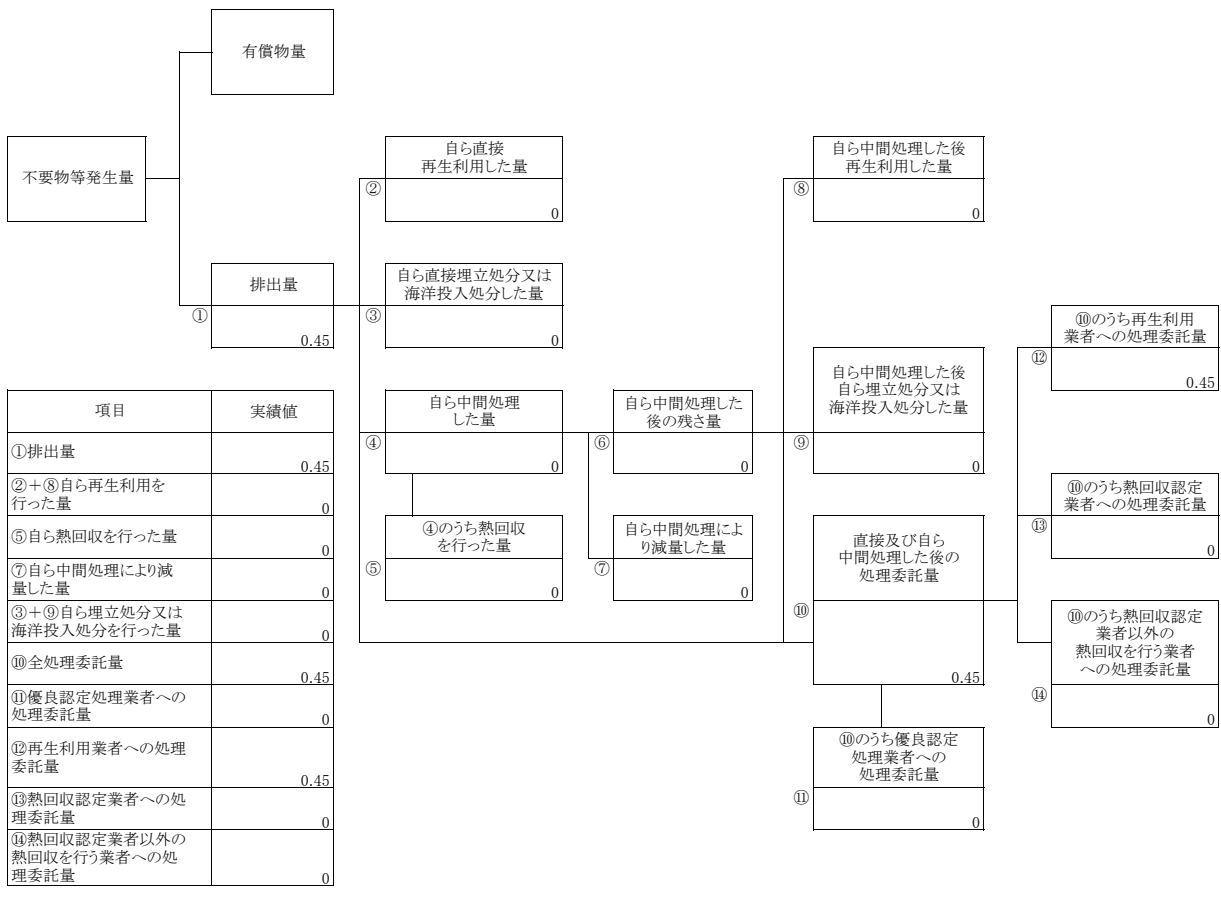 有償物量
不要物等発生量
排出量
①
0.45
自ら直接
再生利用した量
②
0
自ら直接埋立処分又は
海洋投入処分した量
③
0
自ら中間処理
した量
④
0
④のうち熱回収
を行った量
⑤
0
自ら中間処理した
後の残さ量
⑥
0
自ら中間処理によ
り減量した量
⑦
0
自ら中間処理した後
再生利用した量
⑧
0
自ら中間処理した後
自ら埋立処分又は
海洋投入処分した量
⑨
0
直接及び自ら
中間処理した後の
処理委託量
⑩
0.45
⑩のうち優良認定
処理業者への
処理委託量
⑪
0
⑩のうち再生利用
業者への処理委託量
⑫
0.45
⑩のうち熱回収認定
業者への処理委託量
⑬
0
⑩のうち熱回収認定
業者以外の
熱回収を行う業者
への処理委託量
⑭
0
項目 実績値
①排出量
0.45
②＋⑧自ら再生利用を
行った量
0
⑤自ら熱回収を行った量
0
⑦自ら中間処理により減
量した量
0
③＋⑨自ら埋立処分又は
海洋投入処分を行った量
0
⑩全処理委託量
0.45
⑪優良認定処理業者への
処理委託量
0
⑫再生利用業者への処理
委託量
0.45
⑬熱回収認定業者への処
理委託量
0
⑭熱回収認定業者以外の
熱回収を行う業者への処
理委託量
0